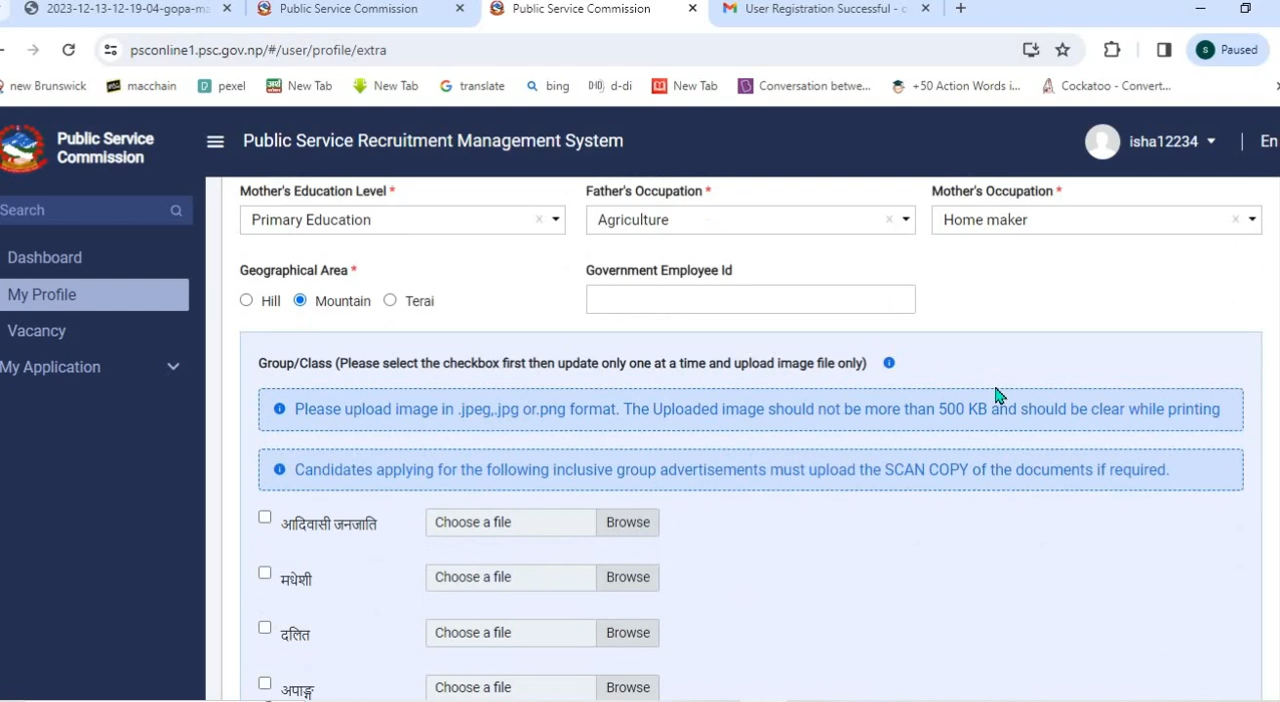 2023-12-13-12-19-04-gopa-ma
Public Service Commission
Public Service Commission
User Registration Successful - o
psconline1.psc.gov.np/#/user/profile/extra
S Paused
new Brunswick
macchain
pexel
New Tab
New Tab
translate
bing
d-di
New Tab
Conversation betwe...
+50 Action Words i...
Cockatoo - Convert...
Public Service
Commission
Public Service Recruitment Management System
isha12234
En
Search
Dashboard
My Profile
Vacancy
My Application
Mother's Education Level *
Father's Occupation *
Mother's Occupation *
Primary Education
Agriculture
Home maker
Geographical Area *
Government Employee Id
Hill
Mountain
Terai
Group/Class (Please select the checkbox first then update only one at a time and upload image file only)
Please upload image in .jpeg,.jpg or.png format. The Uploaded image should not be more than 500 KB and should be clear while printing
Candidates applying for the following inclusive group advertisements must upload the SCAN COPY of the documents if required.
आदिवासी जनजाति
Choose a file
Browse
मधेशी
Choose a file
Browse
दलित
Choose a file
Browse
अपाङ्ग
Choose a file
Browse